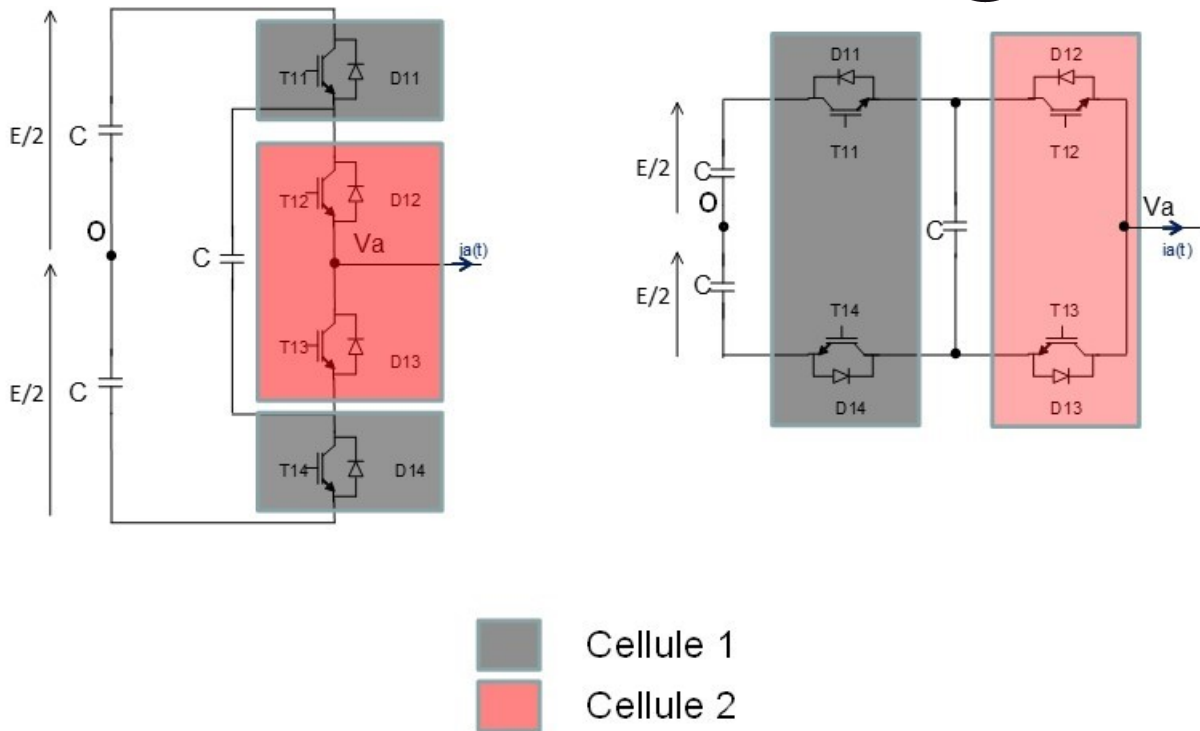 T11
D11
E/2
C
T12
D12
O
Va
C
ia(t)
T13
D13
E/2
C
T14
D14
D11
D12
T11
T12
E/2
C
O
C
Va
ia(t)
E/2
C
T14
T13
D14
D13
Cellule 1
Cellule 2